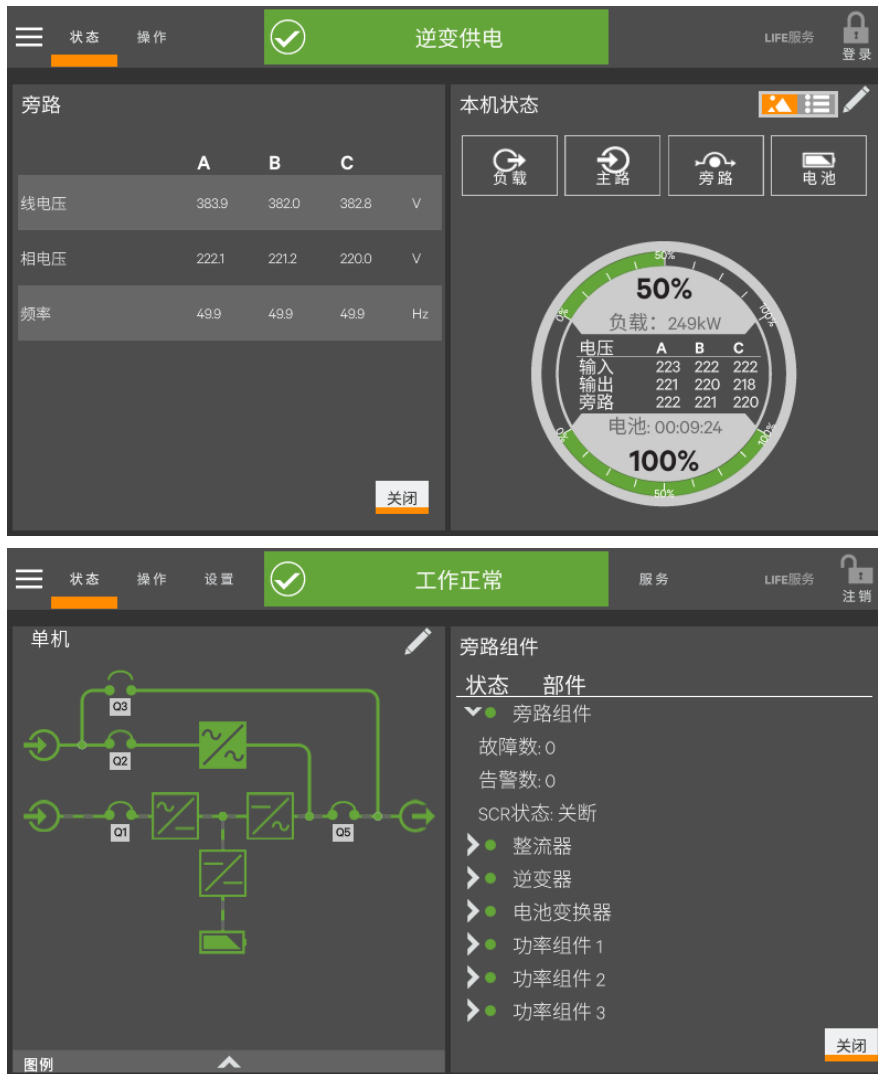 状态 操作 逆变供电 LIFE服务 登录
旁路
A B C
线电压 383.9 382.0 382.8 V
相电压 222.1 221.2 220.0 V
频率 49.9 49.9 49.9 Hz
关闭
本机状态
负载 主路 旁路 电池
0% 50% 100%
50%
负载: 249kW
电压 A B C
输入 223 222 222
输出 221 220 218
旁路 222 221 220
电池: 00:09:24
100%
0% 50% 100%
状态 操作 设置 工作正常 服务 LIFE服务 注销
单机
Q3
Q2
Q1 Q5
图例
旁路组件
状态 部件
旁路组件
故障数: 0
告警数: 0
SCR状态: 关断
整流器
逆变器
电池变换器
功率组件 1
功率组件 2
功率组件 3
关闭